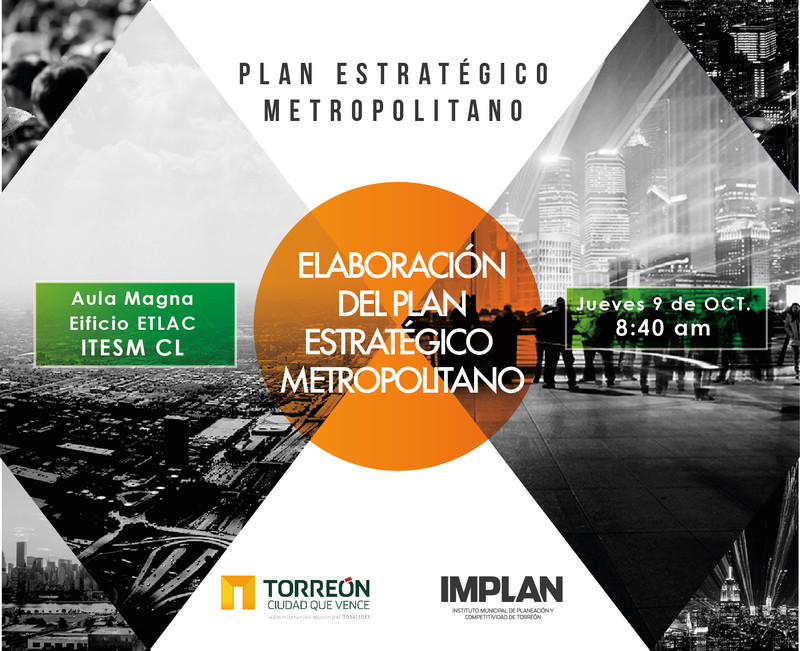 PLAN ESTRATÉGICO
METROPOLITANO
ELABORACIÓN
DEL PLAN
ESTRATÉGICO
METROPOLITANO
Aula Magna
Eificio ETLAC
ITESM CL
Jueves 9 de OCT.
8:40 am
TORREÓN
CIUDAD QUE VENCE
Administración Municipal 2014|2017
IMPLAN
INSTITUTO MUNICIPAL DE PLANEACIÓN Y
COMPETITIVIDAD DE TORREÓN